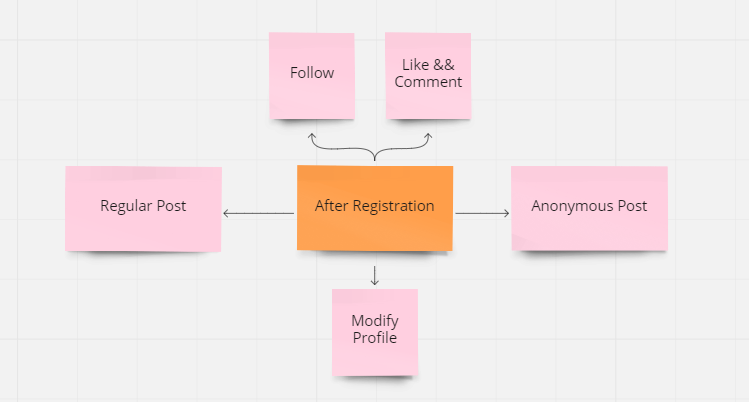 Follow
Like &&
Comment
Regular Post
After Registration
Anonymous Post
Modify
Profile